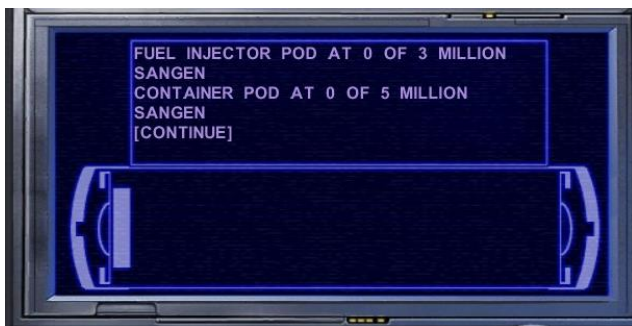 FUEL INJECTOR POD AT 0 OF 3 MILLION
SANGEN
CONTAINER POD AT 0 OF 5 MILLION
SANGEN
[CONTINUE]